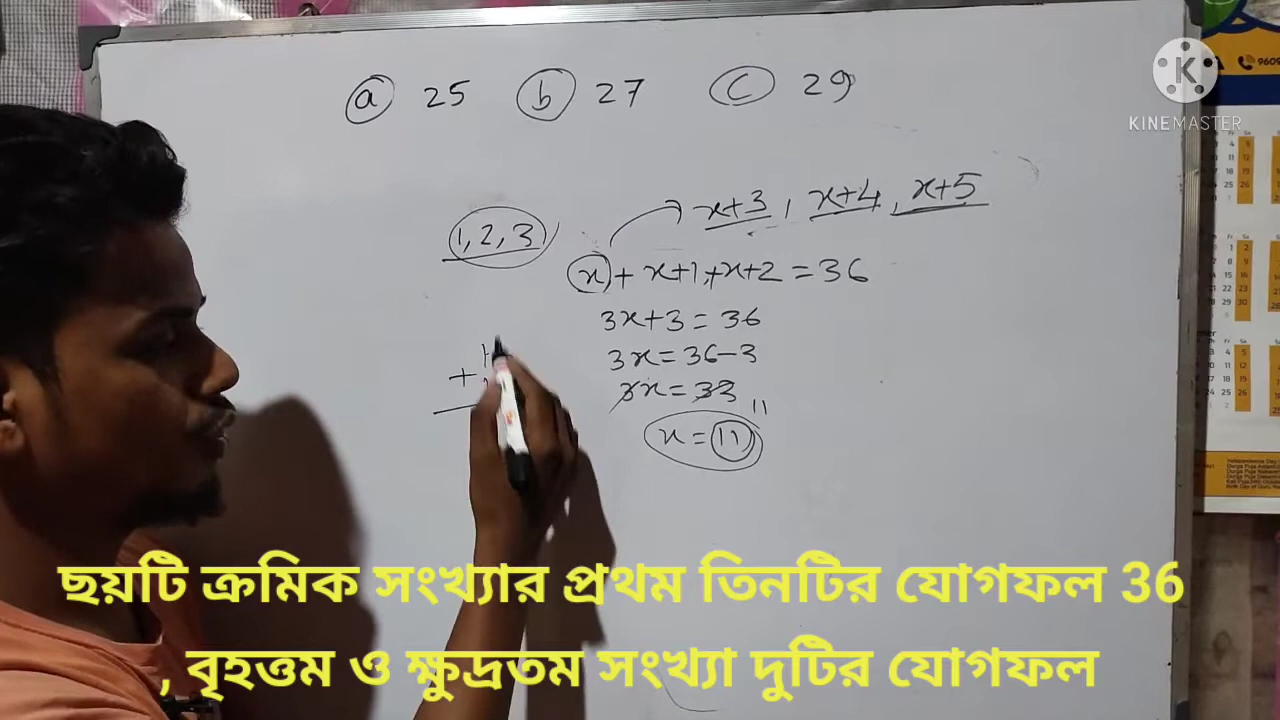 ⓐ 25 ⓑ 27 ⓒ 29
KINEMASTER
9609
x+3, x+4, x+5
1, 2, 3
x + x+1, + x+2 = 36
3x+3 = 36
3x = 36-3
3x = 33 11
x = 11
+
ছয়টি ক্রমিক সংখ্যার প্রথম তিনটির যোগফল 36
, বৃহত্তম ও ক্ষুদ্রতম সংখ্যা দুটির যোগফল